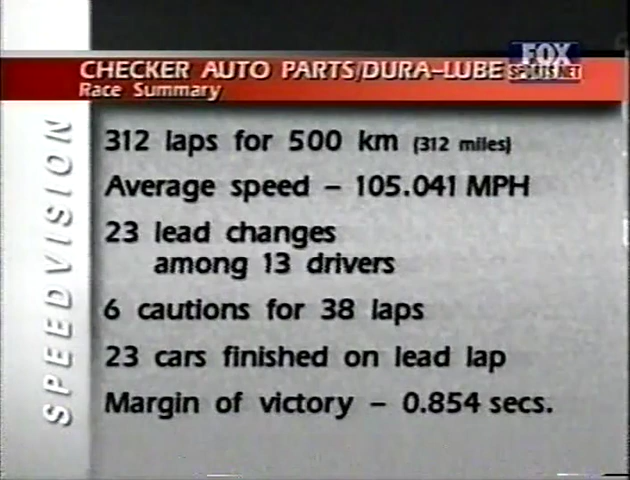 FOX
SPORTS NET
CHECKER AUTO PARTS/DURA-LUBE
Race Summary
SPEEDVISION
312 laps for 500 km (312 miles)
Average speed – 105.041 MPH
23 lead changes
among 13 drivers
6 cautions for 38 laps
23 cars finished on lead lap
Margin of victory – 0.854 secs.